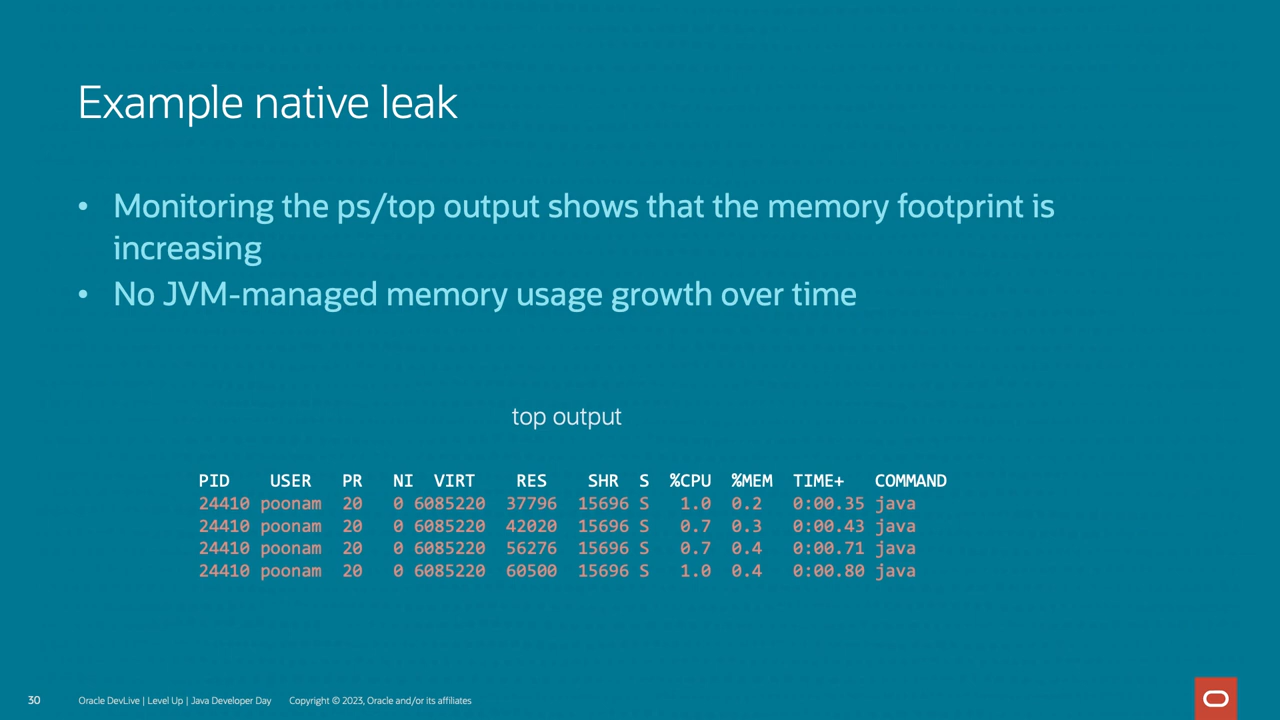 Example native leak
• Monitoring the ps/top output shows that the memory footprint is
increasing
• No JVM-managed memory usage growth over time
top output
PID USER PR NI VIRT RES SHR S %CPU %MEM TIME+ COMMAND
24410 poonam 20 0 6085220 37796 15696 S 1.0 0.2 0:00.35 java
24410 poonam 20 0 6085220 42020 15696 S 0.7 0.3 0:00.43 java
24410 poonam 20 0 6085220 56276 15696 S 0.7 0.4 0:00.71 java
24410 poonam 20 0 6085220 60500 15696 S 1.0 0.4 0:00.80 java
30 Oracle DevLive | Level Up | Java Developer Day Copyright © 2023, Oracle and/or its affiliates